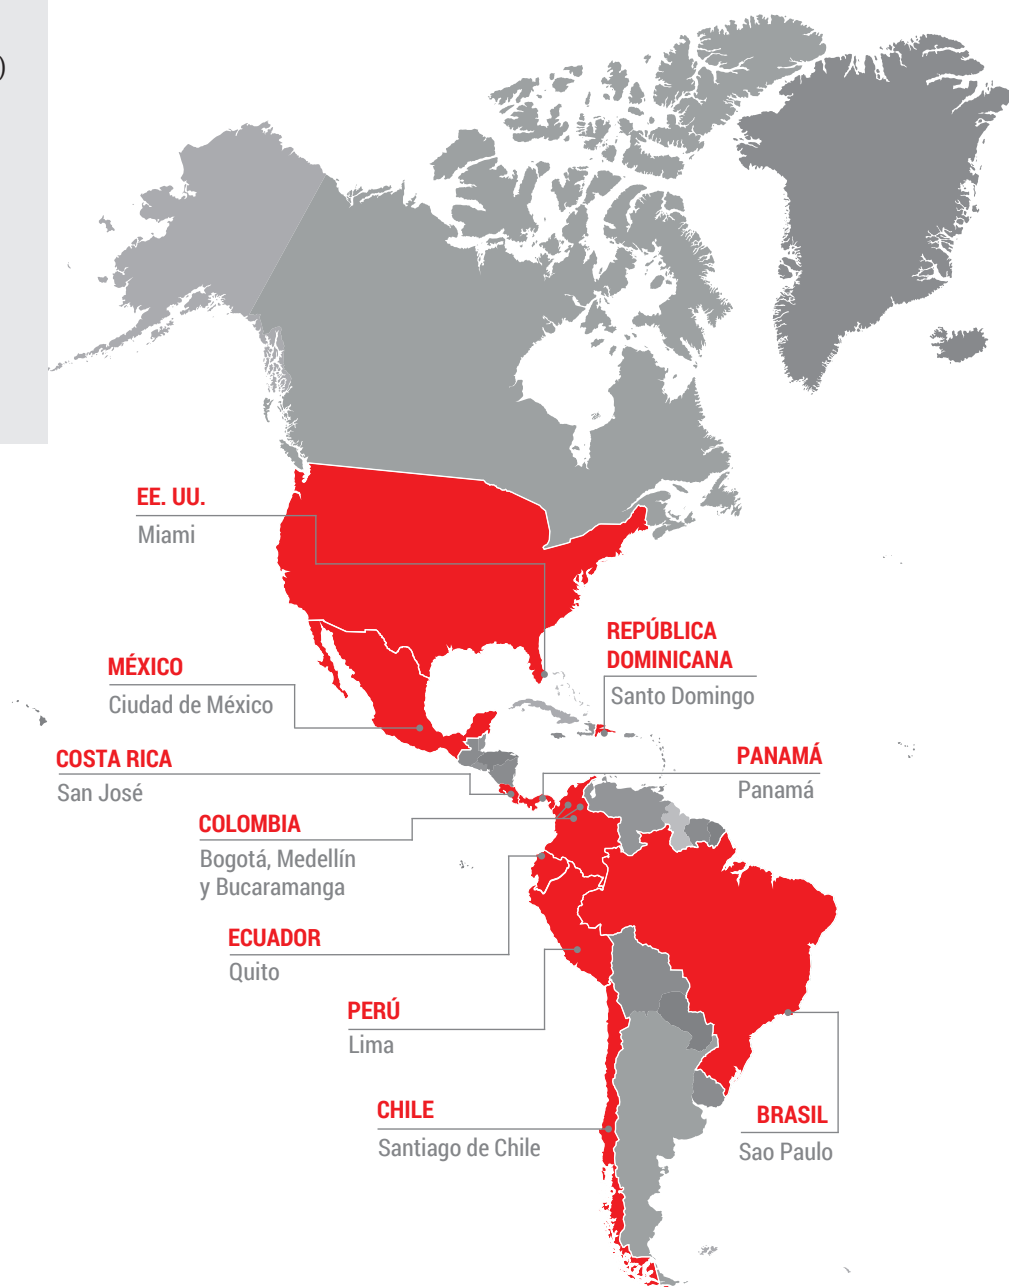 )
EE. UU.
Miami
REPÚBLICA
DOMINICANA
Santo Domingo
MÉXICO
Ciudad de México
COSTA RICA
San José
PANAMÁ
Panamá
COLOMBIA
Bogotá, Medellín
y Bucaramanga
ECUADOR
Quito
PERÚ
Lima
CHILE
Santiago de Chile
BRASIL
Sao Paulo